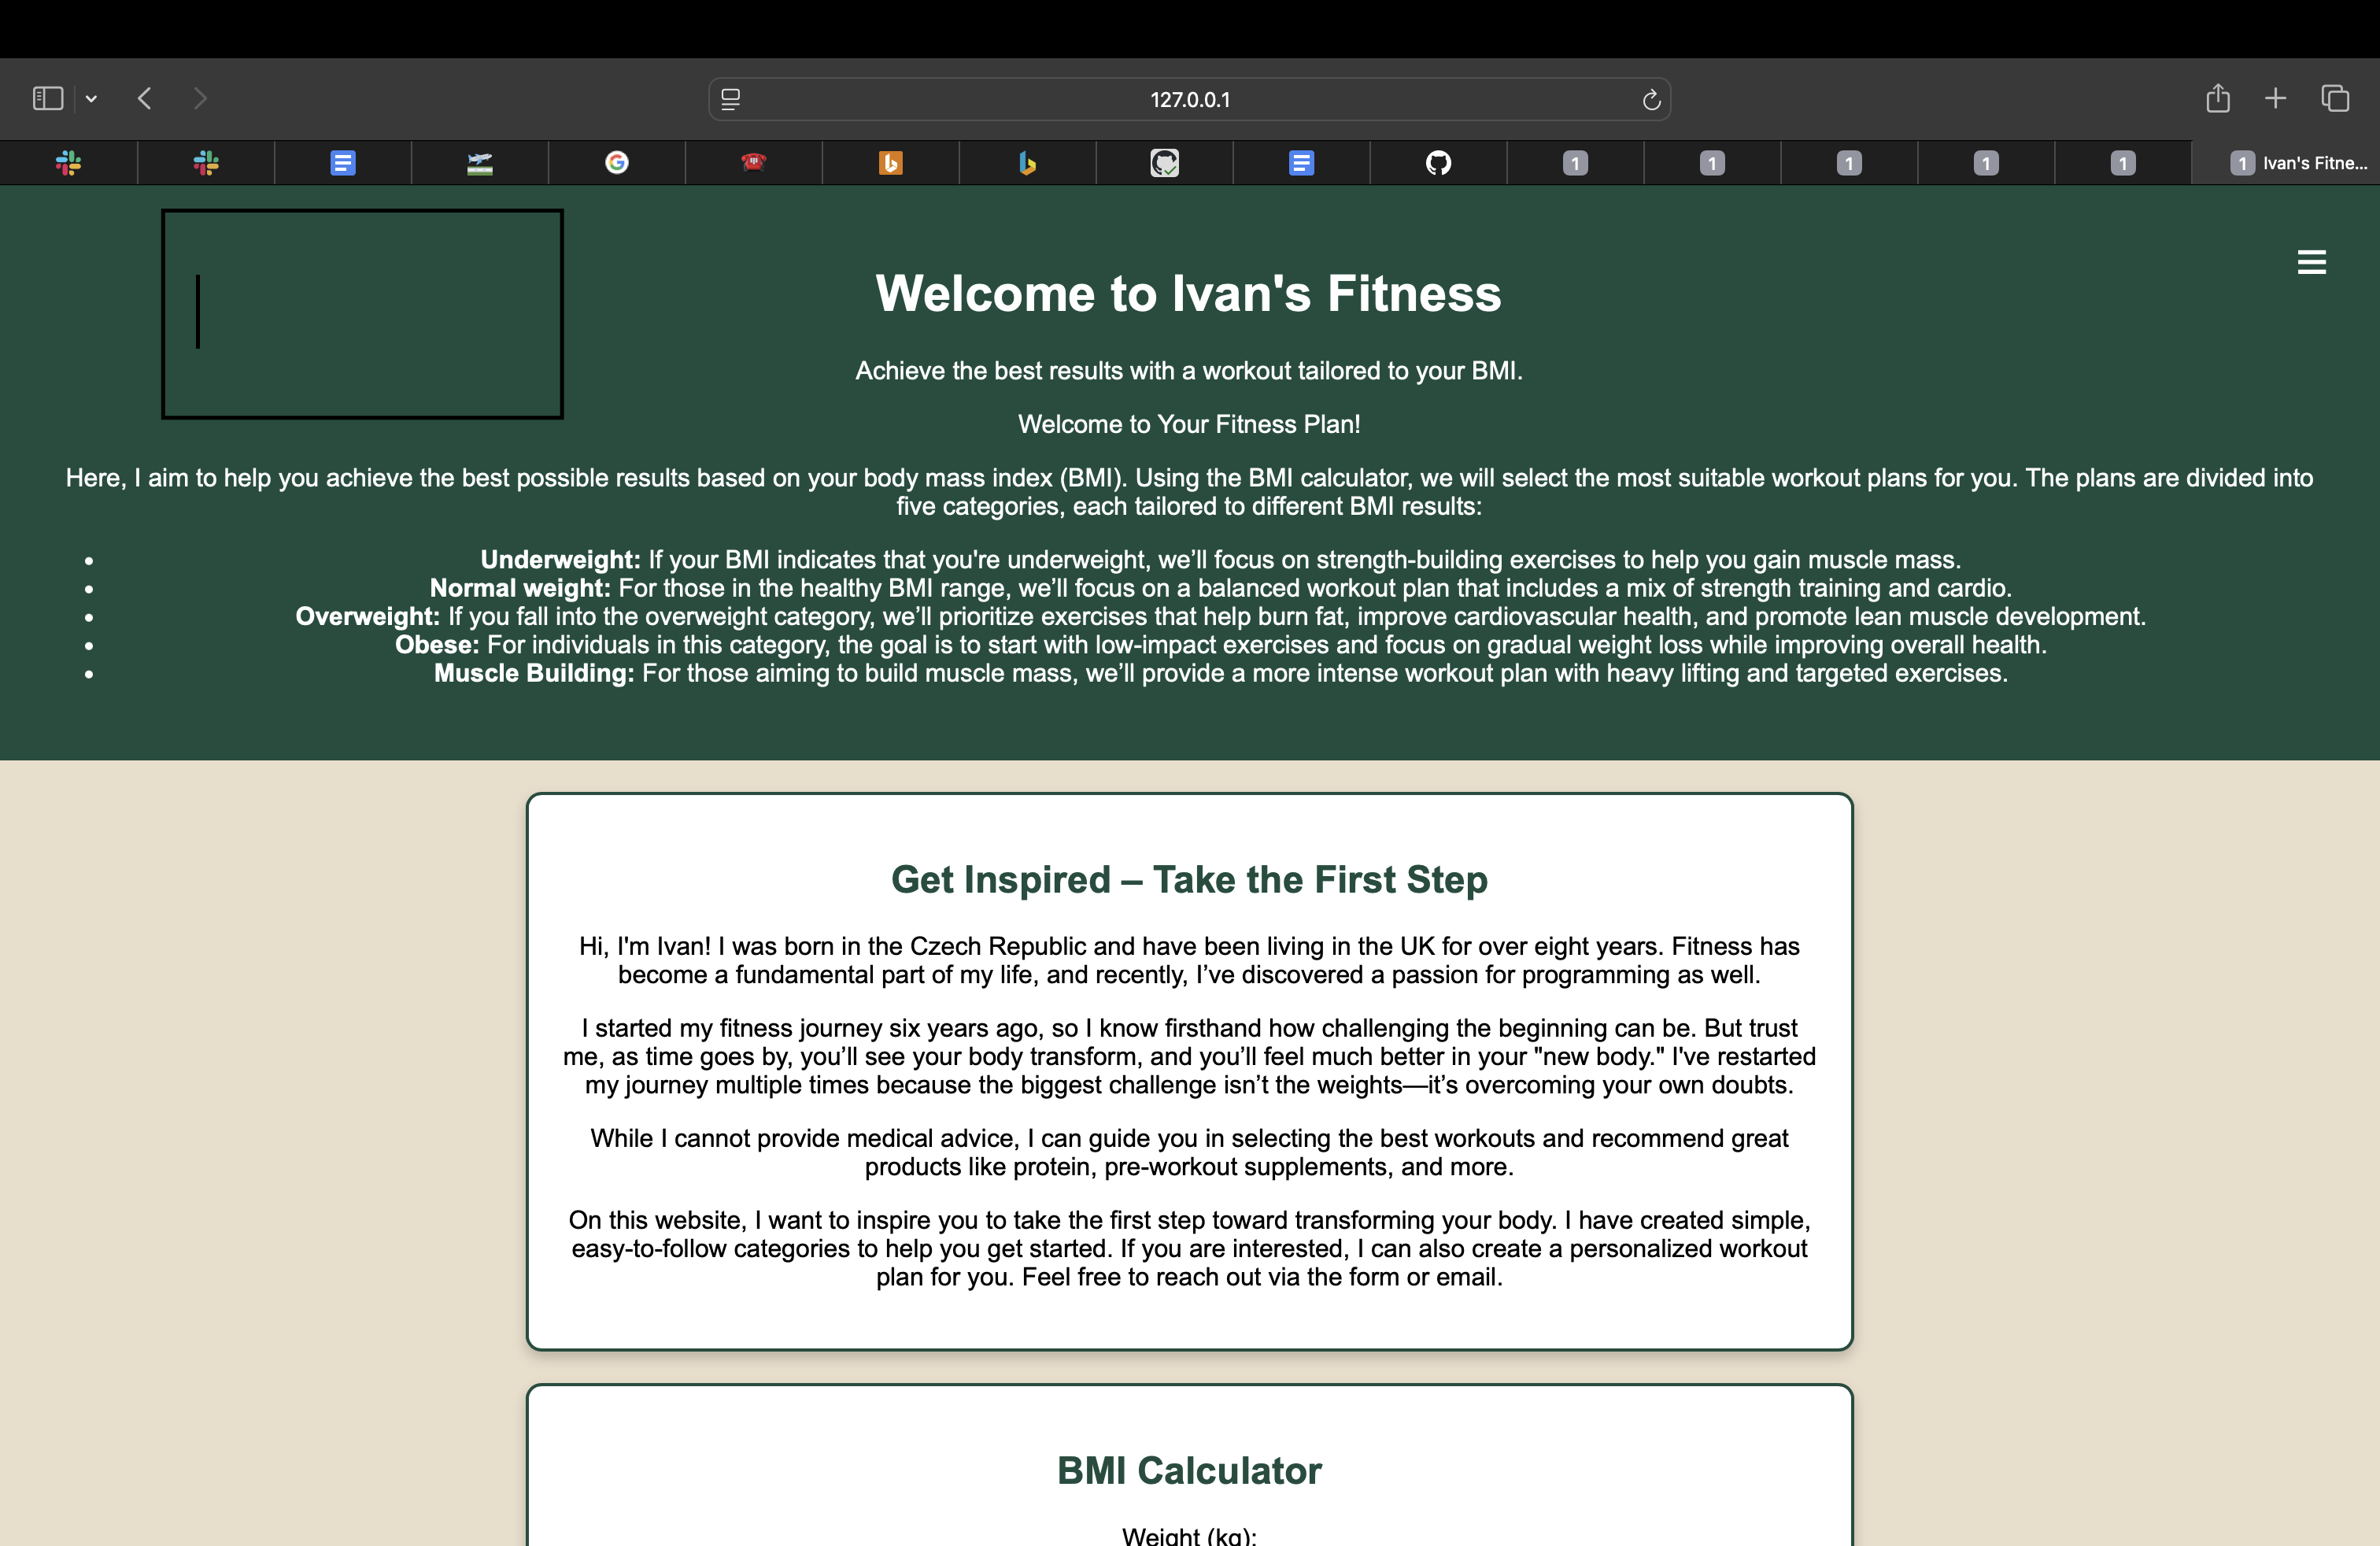 127.0.0.1
1
1
1
1
1
1 Ivan's Fitne...
Welcome to Ivan's Fitness
Achieve the best results with a workout tailored to your BMI.
Welcome to Your Fitness Plan!
Here, I aim to help you achieve the best possible results based on your body mass index (BMI). Using the BMI calculator, we will select the most suitable workout plans for you. The plans are divided into
five categories, each tailored to different BMI results:
• Underweight: If your BMI indicates that you're underweight, we’ll focus on strength-building exercises to help you gain muscle mass.
• Normal weight: For those in the healthy BMI range, we’ll focus on a balanced workout plan that includes a mix of strength training and cardio.
• Overweight: If you fall into the overweight category, we’ll prioritize exercises that help burn fat, improve cardiovascular health, and promote lean muscle development.
• Obese: For individuals in this category, the goal is to start with low-impact exercises and focus on gradual weight loss while improving overall health.
• Muscle Building: For those aiming to build muscle mass, we’ll provide a more intense workout plan with heavy lifting and targeted exercises.
Get Inspired – Take the First Step
Hi, I'm Ivan! I was born in the Czech Republic and have been living in the UK for over eight years. Fitness has
become a fundamental part of my life, and recently, I’ve discovered a passion for programming as well.
I started my fitness journey six years ago, so I know firsthand how challenging the beginning can be. But trust
me, as time goes by, you’ll see your body transform, and you’ll feel much better in your "new body." I've restarted
my journey multiple times because the biggest challenge isn’t the weights—it’s overcoming your own doubts.
While I cannot provide medical advice, I can guide you in selecting the best workouts and recommend great
products like protein, pre-workout supplements, and more.
On this website, I want to inspire you to take the first step toward transforming your body. I have created simple,
easy-to-follow categories to help you get started. If you are interested, I can also create a personalized workout
plan for you. Feel free to reach out via the form or email.
BMI Calculator
Weight (kg):